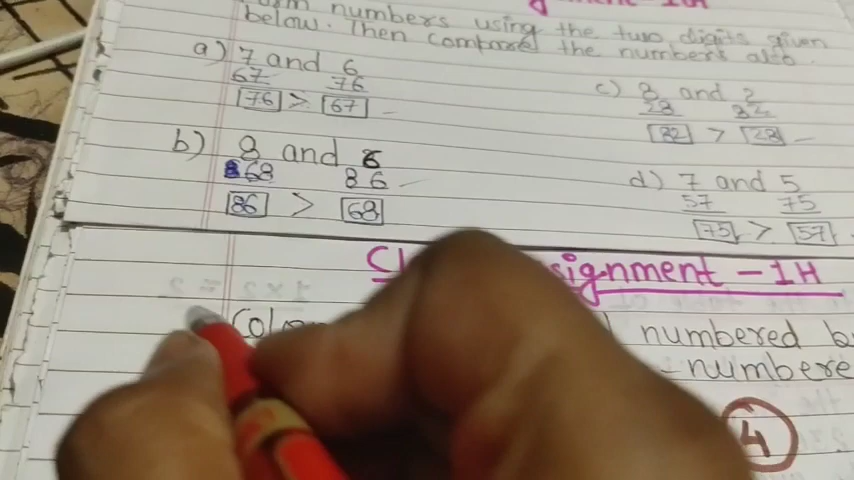 numbers using the two digits given
below. Then compare the numbers also.
a) 7 and 6
67 76
76 > 67
b) 8 and 6
68 86
86 > 68
c) 8 and 2
28 82
82 > 28
d) 7 and 5
57 75
75 > 57
signment - 1H
numbered
4